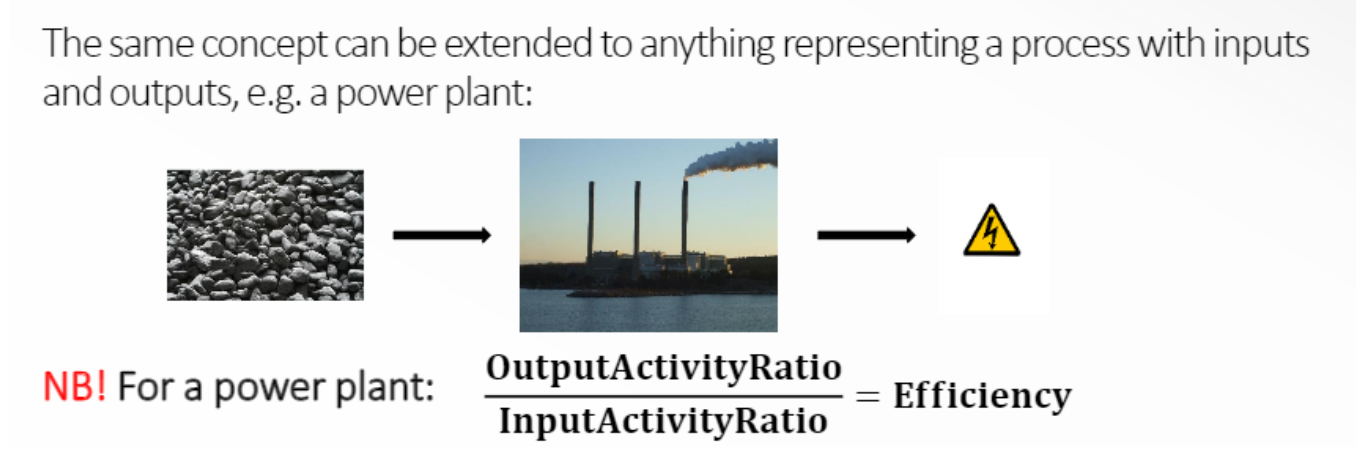 The same concept can be extended to anything representing a process with inputs
and outputs, e.g. a power plant:
NB! For a power plant:
OutputActivityRatio
InputActivityRatio
= Efficiency